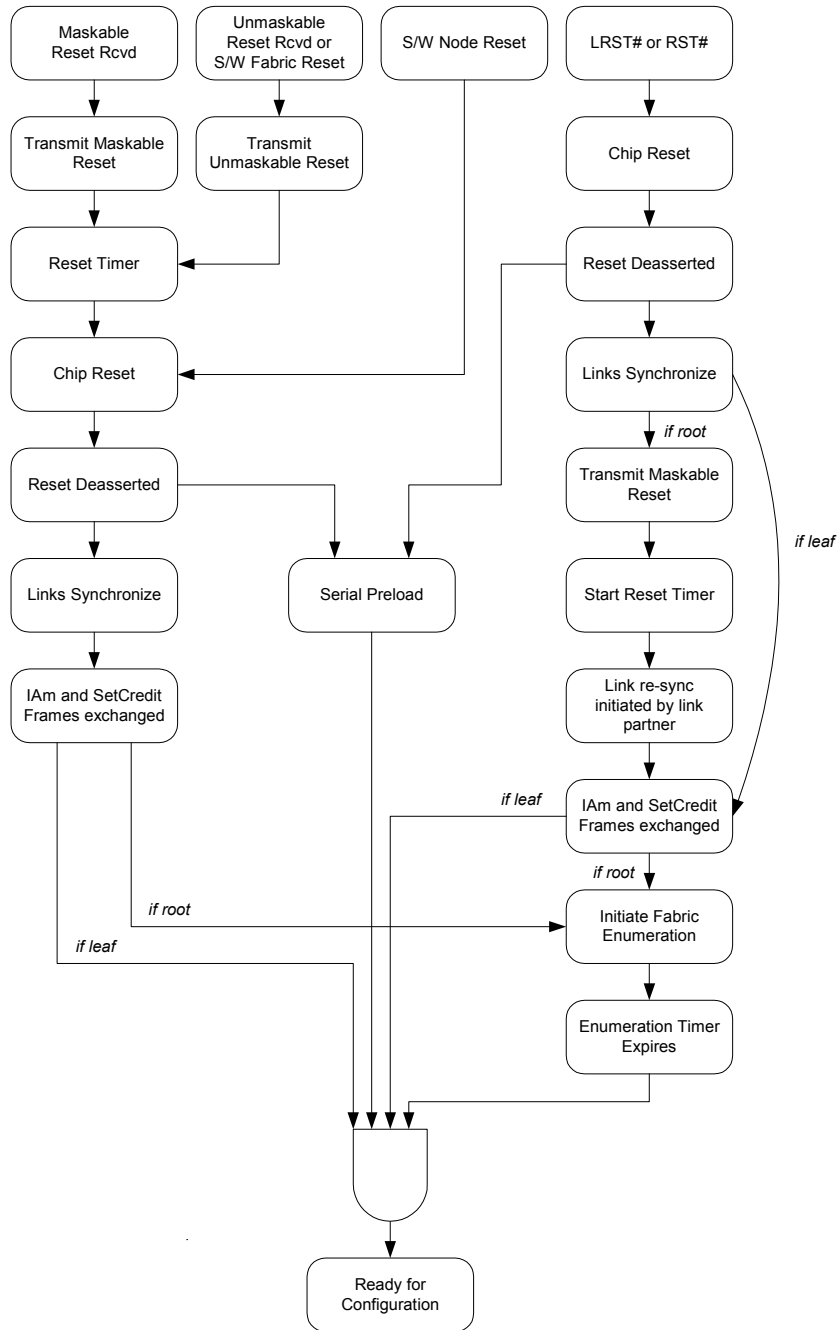 Maskable
Reset Rcvd
Unmaskable
Reset Rcvd or
S/W Fabric Reset
S/W Node Reset
LRST# or RST#
Transmit Maskable
Reset
Transmit
Unmaskable Reset
Chip Reset
Reset Timer
Reset Deasserted
Chip Reset
Links Synchronize
if root
Reset Deasserted
Transmit Maskable
Reset
if leaf
Links Synchronize
Serial Preload
Start Reset Timer
IAm and SetCredit
Frames exchanged
Link re-sync
initiated by link
partner
if leaf
IAm and SetCredit
Frames exchanged
if root
if root
Initiate Fabric
Enumeration
if leaf
Enumeration Timer
Expires
Ready for
Configuration